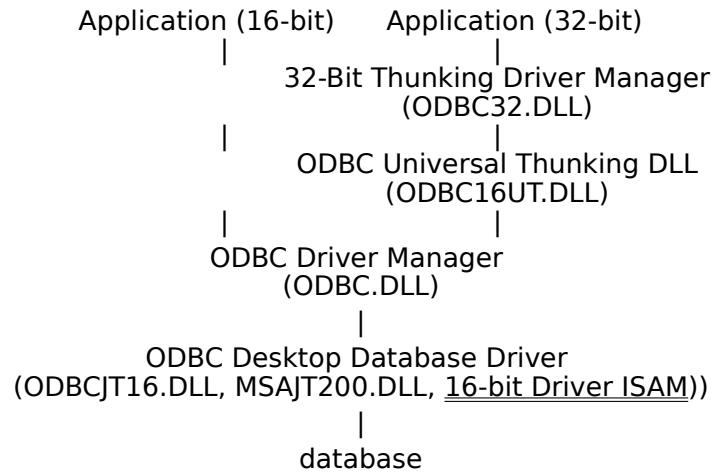 Application (16-bit) Application (32-bit)
| |
32-Bit Thunking Driver Manager
(ODBC32.DLL)
| |
ODBC Universal Thunking DLL
(ODBC16UT.DLL)
| |
ODBC Driver Manager
(ODBC.DLL)
|
ODBC Desktop Database Driver
(ODBCJT16.DLL, MSAJT200.DLL, 16-bit Driver ISAM))
|
database